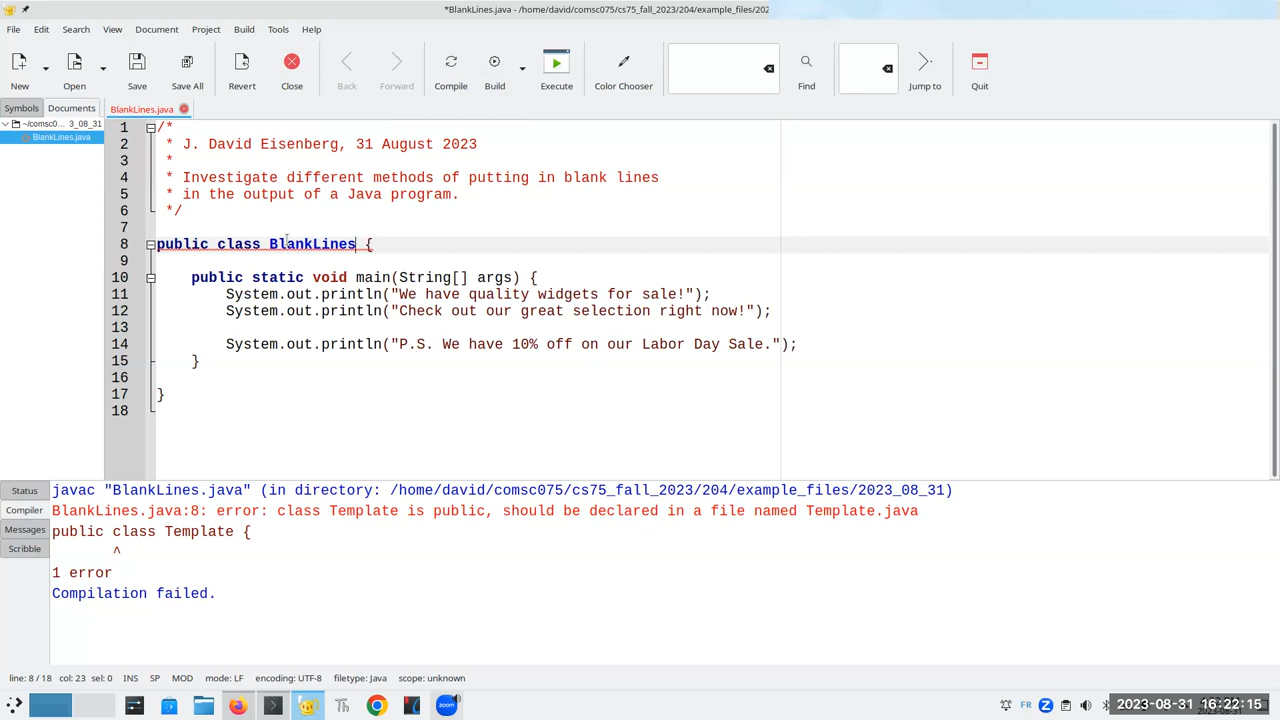 *BlankLines.java - /home/david/comsc075/cs75_fall_2023/204/example_files/202
File Edit Search View Document Project Build Tools Help
New Open Save Save All Revert Close Back Forward Compile Build Execute Color Chooser Find Jump to Quit
Symbols Documents BlankLines.java
~/comsc0... 3_08_31
BlankLines.java
1 /*
2 * J. David Eisenberg, 31 August 2023
3 *
4 * Investigate different methods of putting in blank lines
5 * in the output of a Java program.
6 */
7
8 public class BlankLines {
9
10 public static void main(String[] args) {
11 System.out.println("We have quality widgets for sale!");
12 System.out.println("Check out our great selection right now!");
13
14 System.out.println("P.S. We have 10% off on our Labor Day Sale.");
15 }
16
17 }
18
Status
Compiler
Messages
Scribble
javac "BlankLines.java" (in directory: /home/david/comsc075/cs75_fall_2023/204/example_files/2023_08_31)
BlankLines.java:8: error: class Template is public, should be declared in a file named Template.java
public class Template {
^
1 error
Compilation failed.
line: 8 / 18 col: 23 sel: 0 INS SP MOD mode: LF encoding: UTF-8 filetype: Java scope: unknown
Th zoom FR Z 2023-08-31 16:22:15